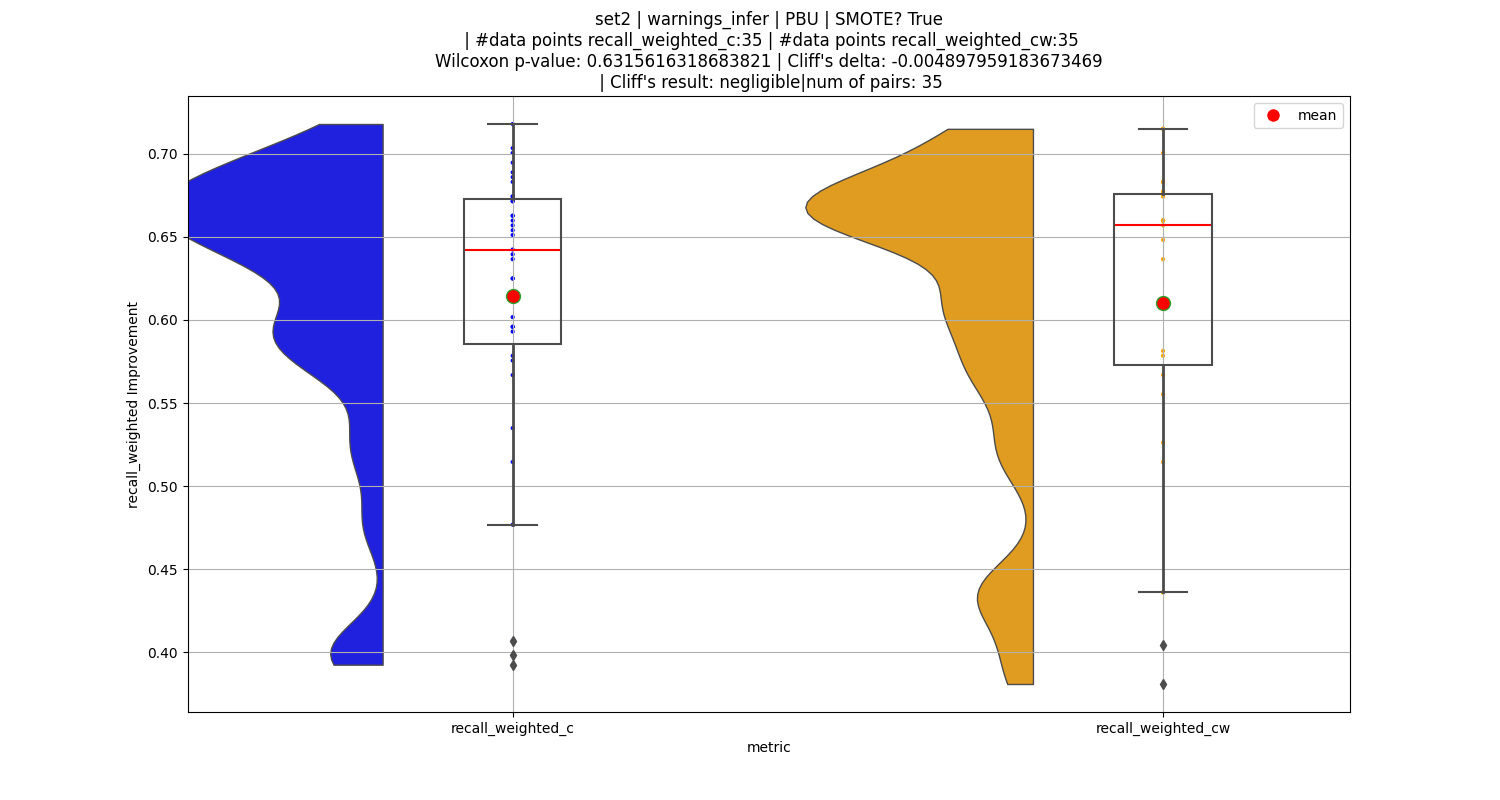 set2 | warnings_infer | PBU | SMOTE? True
| #data points recall_weighted_c:35 | #data points recall_weighted_cw:35
Wilcoxon p-value: 0.6315616318683821 | Cliff's delta: -0.004897959183673469
| Cliff's result: negligible|num of pairs: 35
mean
0.70
0.65
0.60
0.55
0.50
0.45
0.40
recall_weighted Improvement
recall_weighted_c
recall_weighted_cw
metric